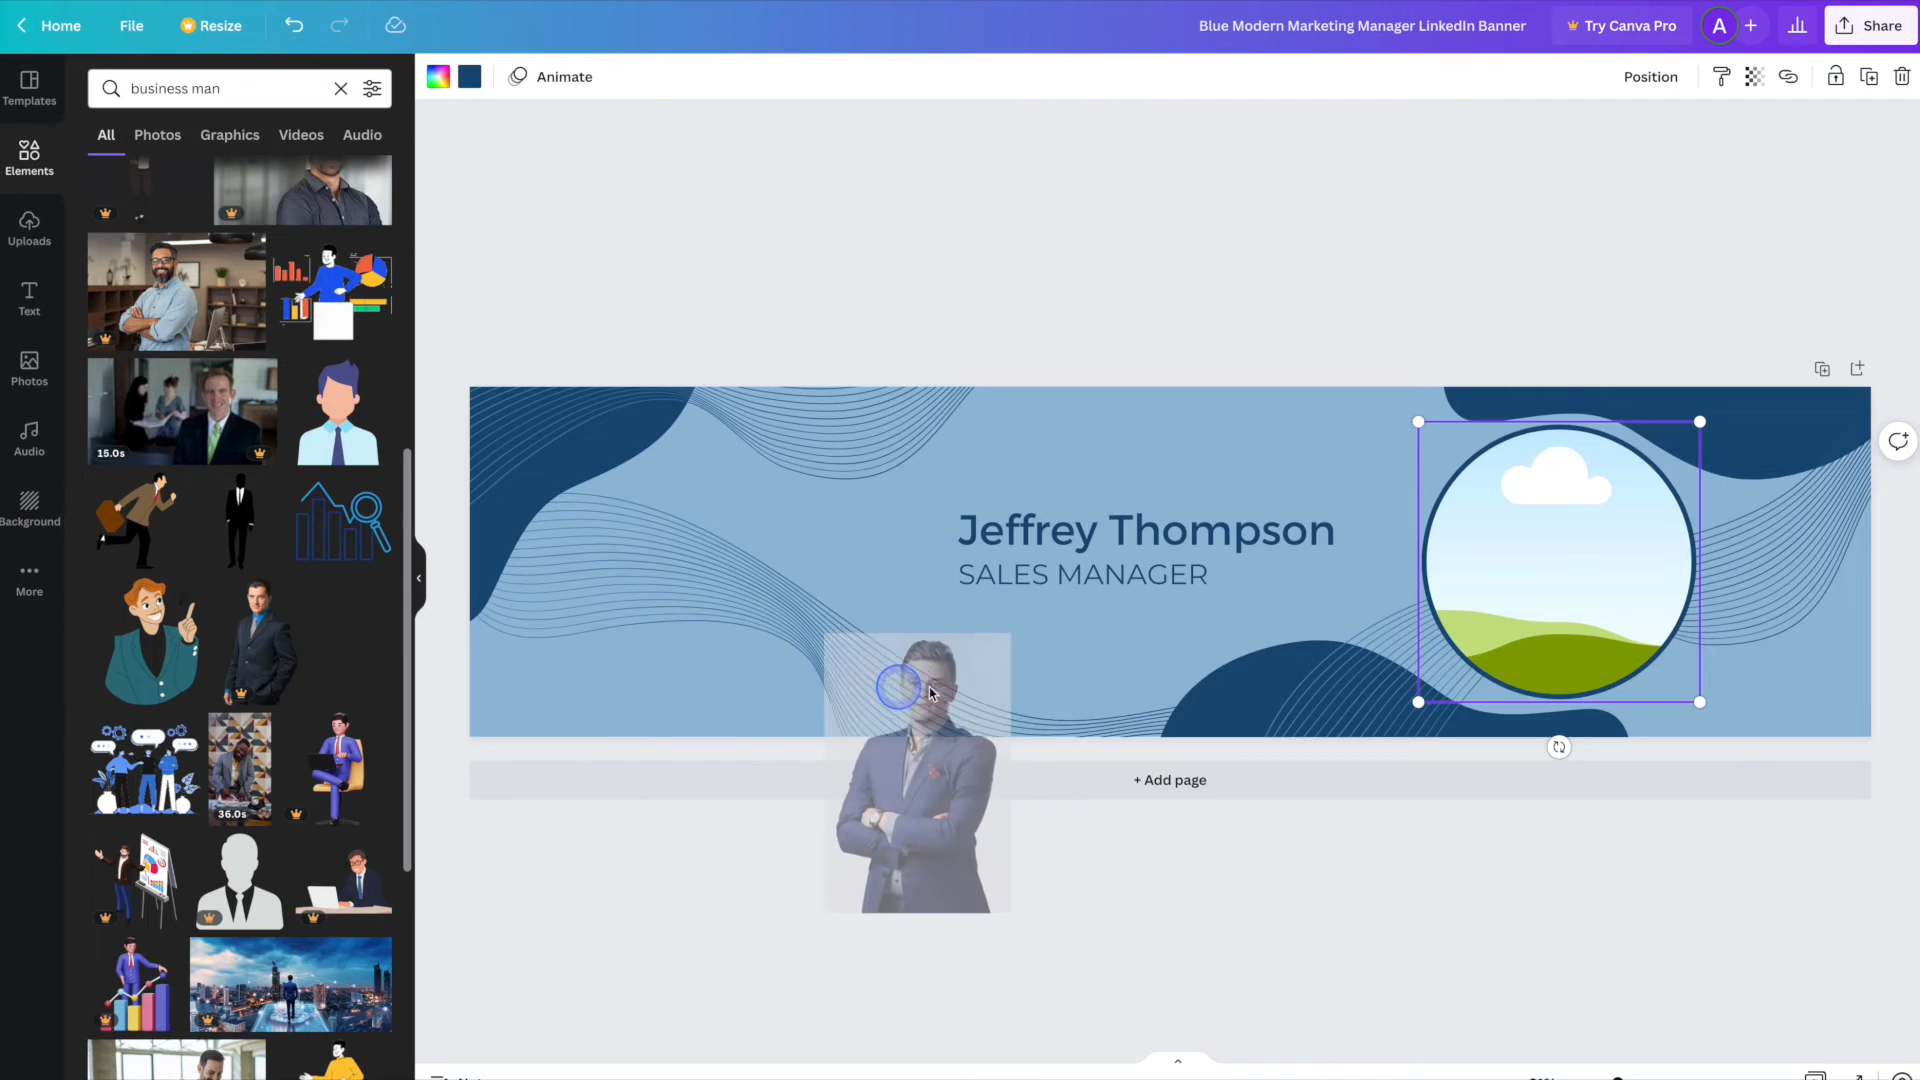 Home
File
Resize
Blue Modern Marketing Manager LinkedIn Banner
Try Canva Pro
A
Share
Templates
Elements
Uploads
Text
Photos
Audio
Background
More
business man
All
Photos
Graphics
Videos
Audio
15.0s
36.0s
Animate
Position
Jeffrey Thompson
SALES MANAGER
+ Add page